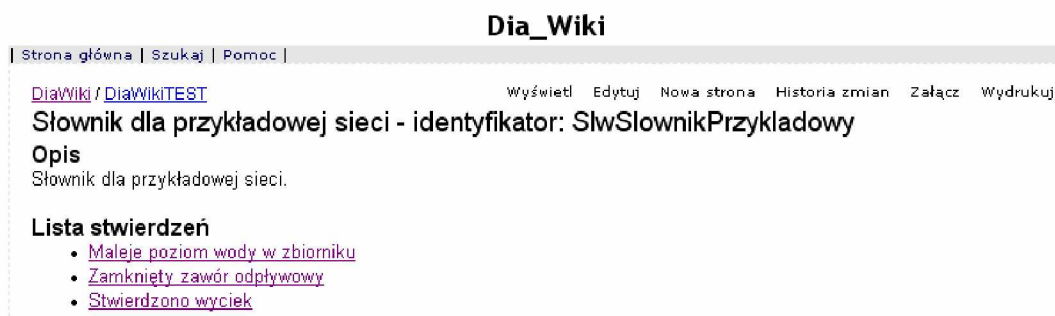 Dia_Wiki
| Strona główna | Szukaj | Pomoc |
DiaWiki / DiaWikiTEST Wyświetl Edytuj Nowa strona Historia zmian Załącz Wydrukuj
Słownik dla przykładowej sieci - identyfikator: SlwSlownikPrzykladowy
Opis
Słownik dla przykładowej sieci.
Lista stwierdzeń
• Maleje poziom wody w zbiorniku
• Zamknięty zawór odpływowy
• Stwierdzono wyciek